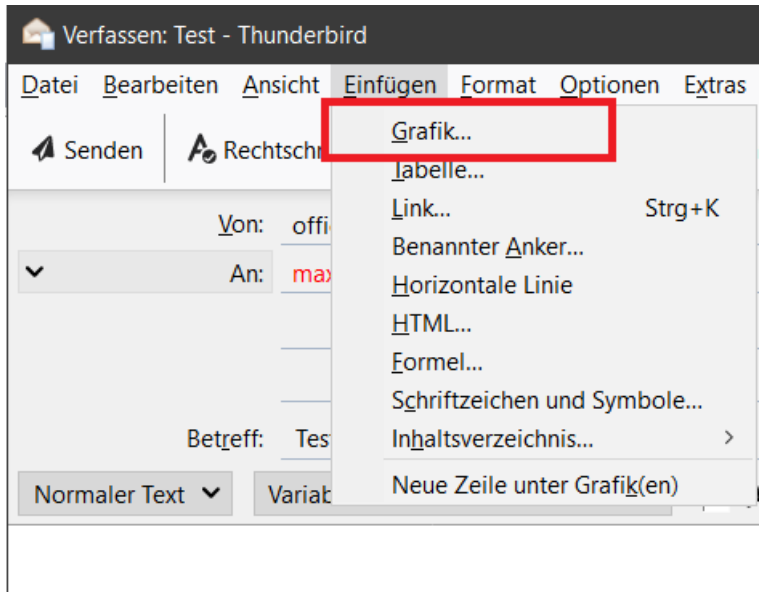 Verfassen: Test - Thunderbird
Datei Bearbeiten Ansicht Einfügen Format Optionen Extras
Senden
Grafik...
Tabelle...
Link... Strg+K
Von:
Benannter Anker...
An:
Horizontale Linie
HTML...
Formel...
Schriftzeichen und Symbole...
Betreff:
Inhaltsverzeichnis...
Normaler Text
Neue Zeile unter Grafik(en)